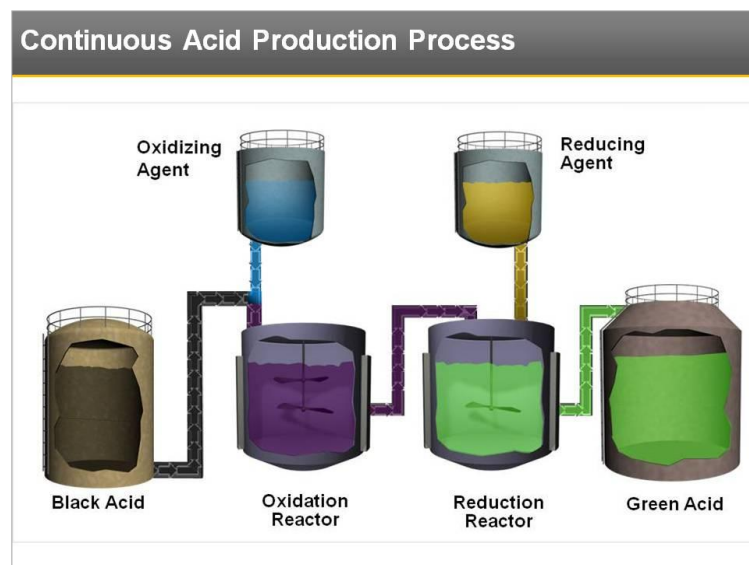 Continuous Acid Production Process
Oxidizing
Agent
Reducing
Agent
Black Acid
Oxidation
Reactor
Reduction
Reactor
Green Acid